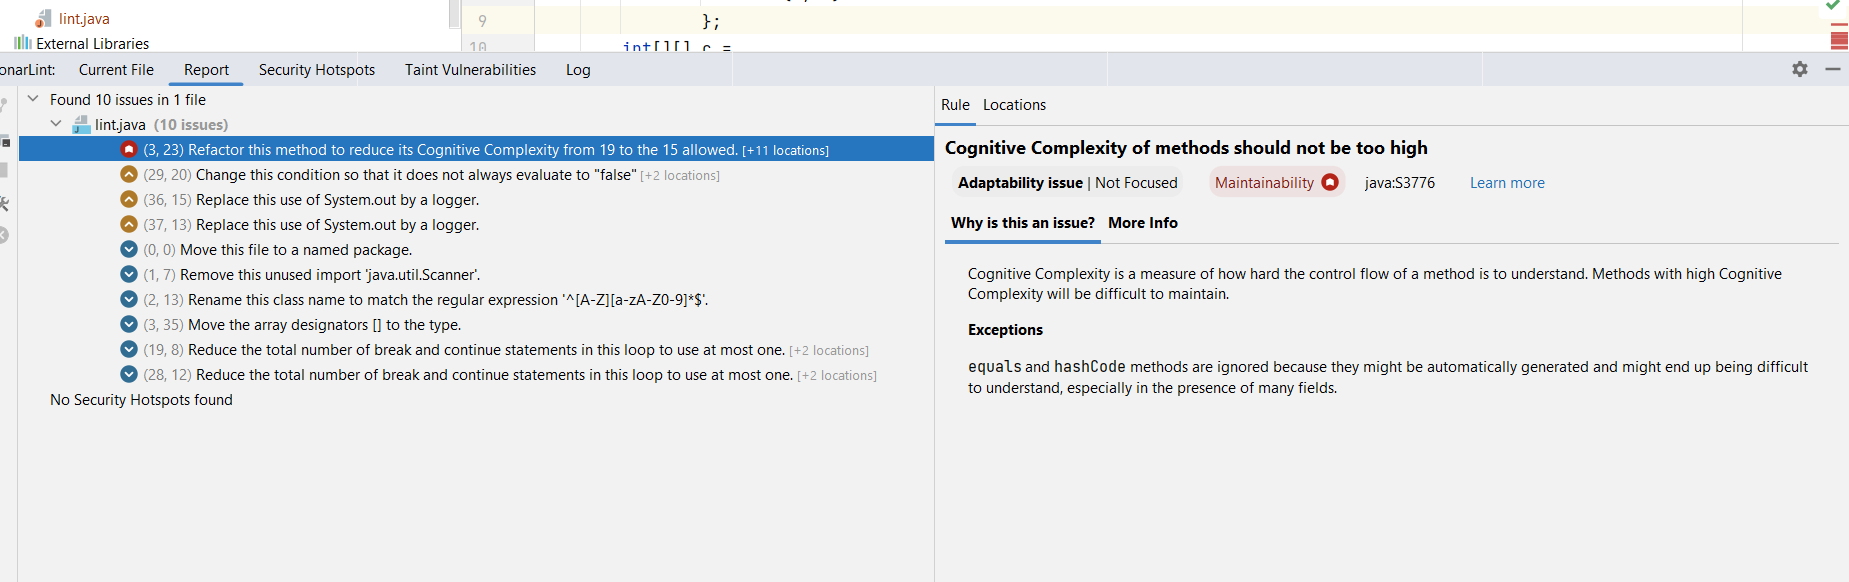 lint.java
External Libraries
9
};
10
int[][] c =
onarLint:
Current File
Report
Security Hotspots
Taint Vulnerabilities
Log
Found 10 issues in 1 file
lint.java (10 issues)
(3, 23) Refactor this method to reduce its Cognitive Complexity from 19 to the 15 allowed. [+11 locations]
(29, 20) Change this condition so that it does not always evaluate to "false" [+2 locations]
(36, 15) Replace this use of System.out by a logger.
(37, 13) Replace this use of System.out by a logger.
(0, 0) Move this file to a named package.
(1, 7) Remove this unused import 'java.util.Scanner'.
(2, 13) Rename this class name to match the regular expression '^[A-Z][a-zA-Z0-9]*$'.
(3, 35) Move the array designators [] to the type.
(19, 8) Reduce the total number of break and continue statements in this loop to use at most one. [+2 locations]
(28, 12) Reduce the total number of break and continue statements in this loop to use at most one. [+2 locations]
No Security Hotspots found
Rule
Locations
Cognitive Complexity of methods should not be too high
Adaptability issue | Not Focused
Maintainability
java:S3776
Learn more
Why is this an issue?
More Info
Cognitive Complexity is a measure of how hard the control flow of a method is to understand. Methods with high Cognitive
Complexity will be difficult to maintain.
Exceptions
equals and hashCode methods are ignored because they might be automatically generated and might end up being difficult
to understand, especially in the presence of many fields.